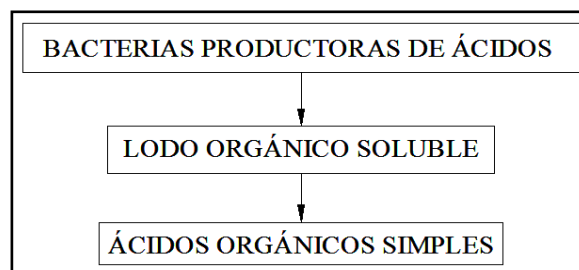 BACTERIAS PRODUCTORAS DE ÁCIDOS
LODO ORGÁNICO SOLUBLE
ÁCIDOS ORGÁNICOS SIMPLES